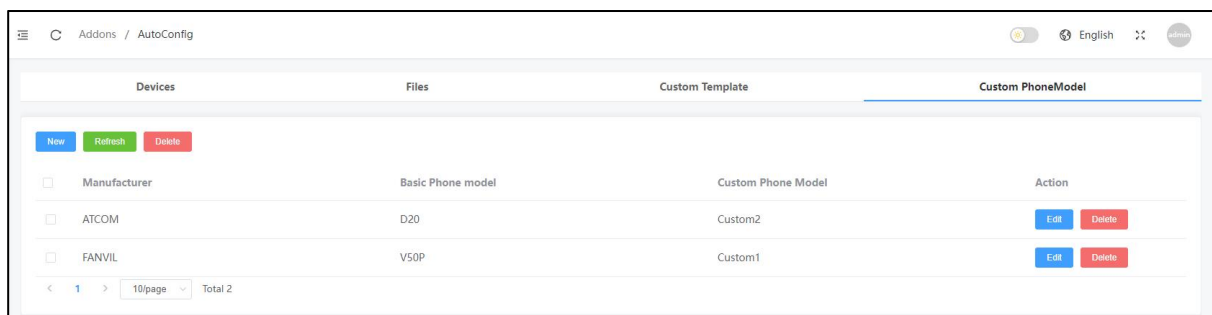 Addons / AutoConfig English admin
Devices Files Custom Template Custom PhoneModel
New Refresh Delete
Manufacturer Basic Phone model Custom Phone Model Action
ATCOM D20 Custom2 Edit Delete
FANVIL V50P Custom1 Edit Delete
< 1 > 10/page Total 2